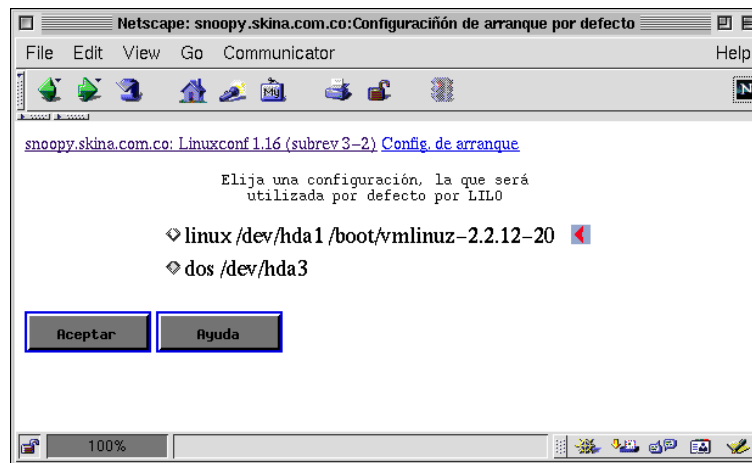 Netscape: snoopy.skina.com.co:Configuraciñón de arranque por defecto
File Edit View Go Communicator Help
My
N
snoopy.skina.com.co: Linuxconf 1.16 (subrev 3-2) Config. de arranque
Elija una configuración, la que será
utilizada por defecto por LILO
linux /dev/hda1 /boot/vmlinuz-2.2.12-20
dos /dev/hda3
Aceptar Ayuda
100%